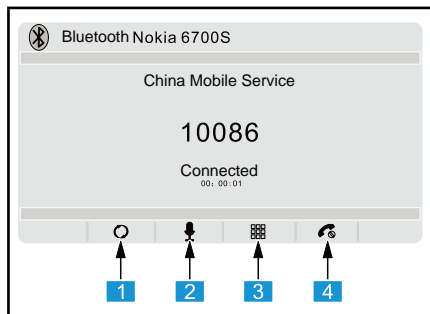 Bluetooth Nokia 6700S
China Mobile Service
10086
Connected
00: 00:01
1 2 3 4